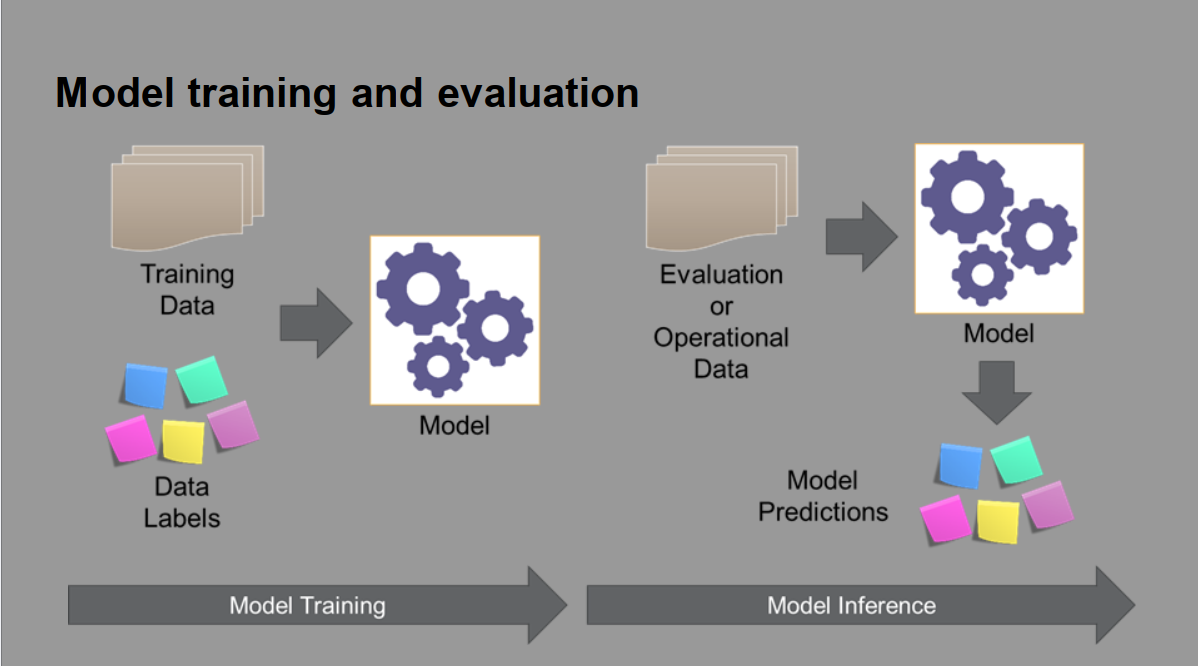 Model training and evaluation
Training
Data
Data
Labels
Model
Model Training
Evaluation
or
Operational
Data
Model
Model
Predictions
Model Inference